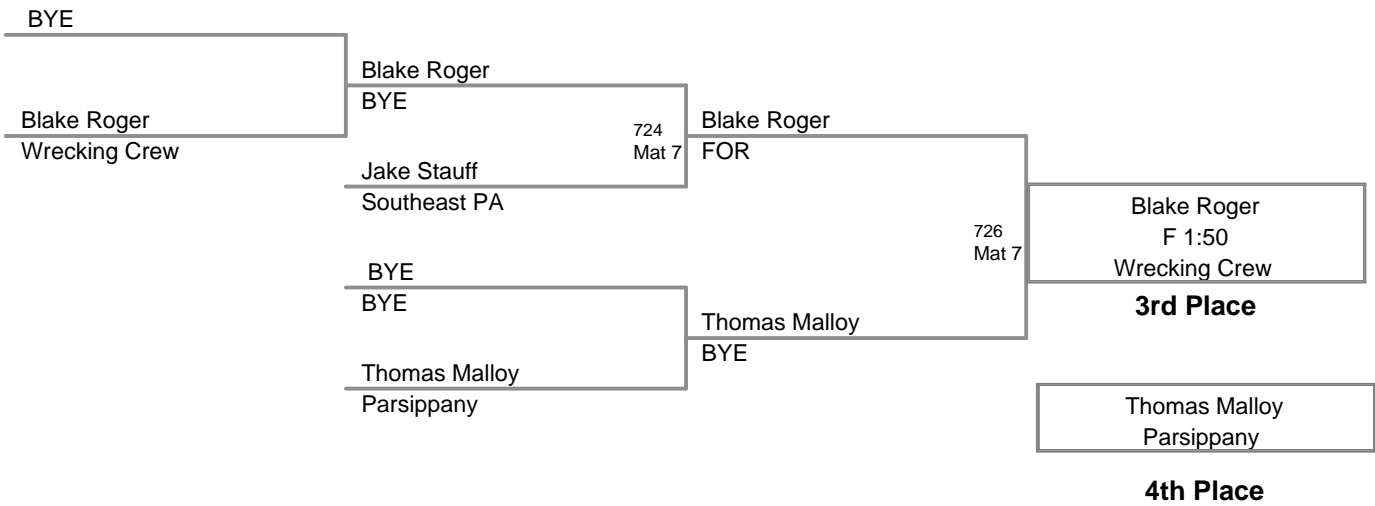 BYE
Blake Roger
Wrecking Crew
Blake Roger
BYE
Jake Stauff
Southeast PA
BYE
BYE
Thomas Malloy
Parsippany
724
Mat 7
Blake Roger
FOR
Thomas Malloy
BYE
726
Mat 7
Blake Roger
F 1:50
Wrecking Crew
3rd Place
Thomas Malloy
Parsippany
4th Place